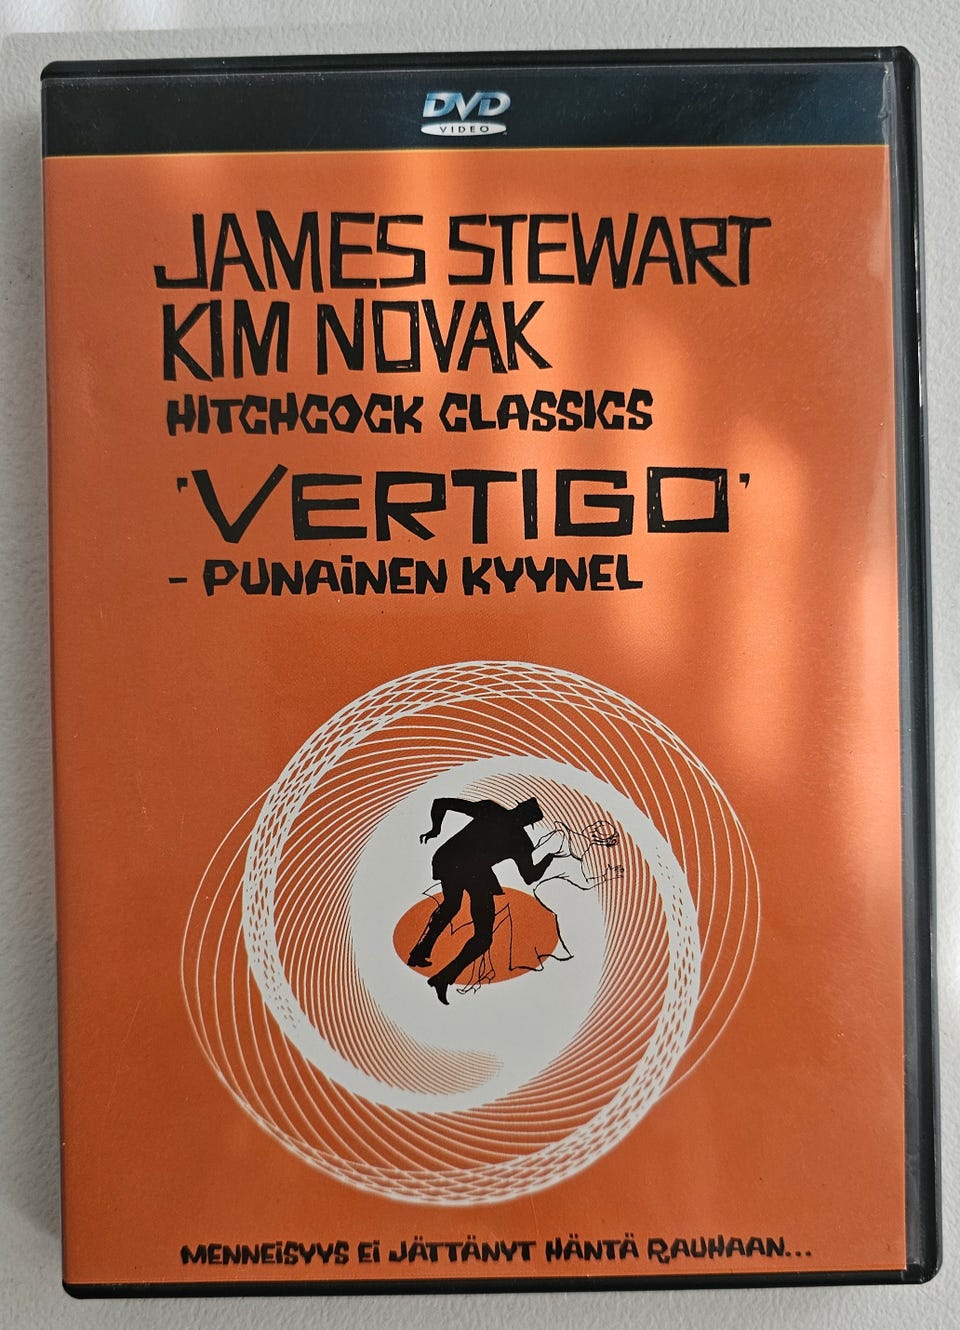 DVD
VIDEO
JAMES STEWART
KIM NOVAK
HITCHCOCK CLASSICS
'VERTIGO'
- PUNAINEN KYYNEL
MENNEISYYS EI JÄTTÄNYT HÄNTÄ RAUHAAN...